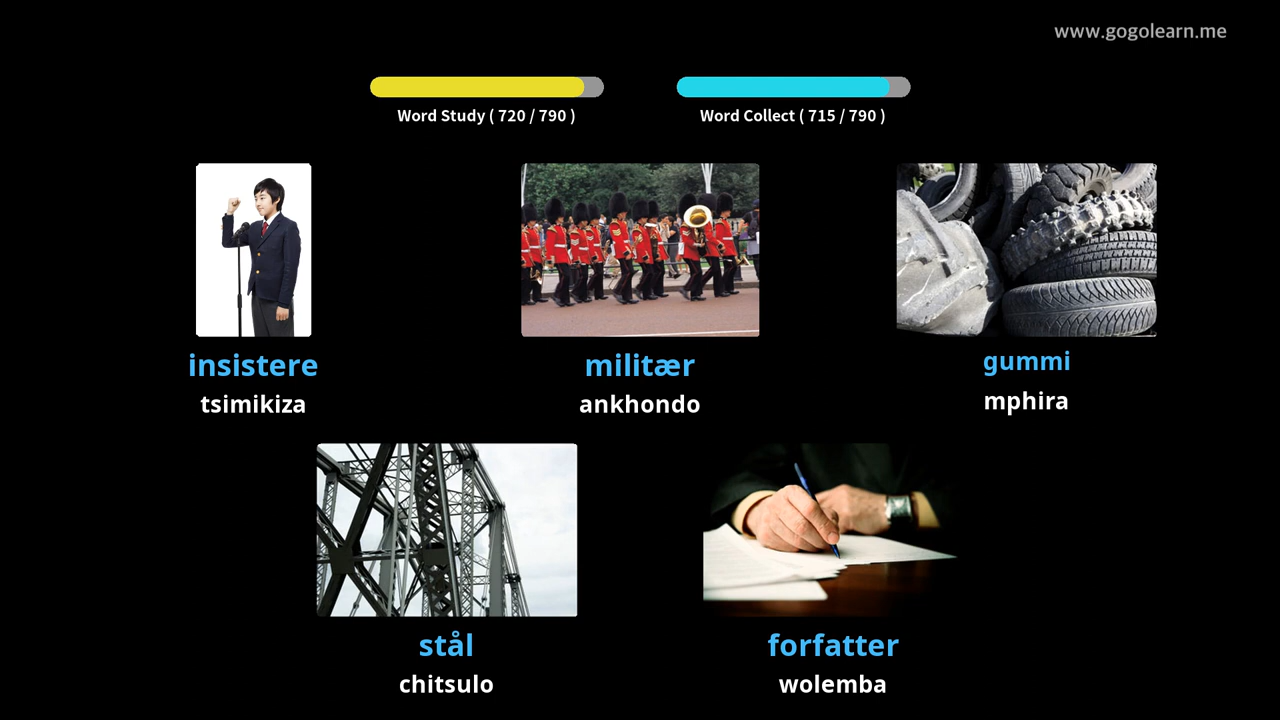 www.gogolearn.me
Word Study ( 720 / 790 )
Word Collect ( 715 / 790 )
insistere
tsimikiza
militær
ankhondo
gummi
mphira
stål
chitsulo
forfatter
wolemba